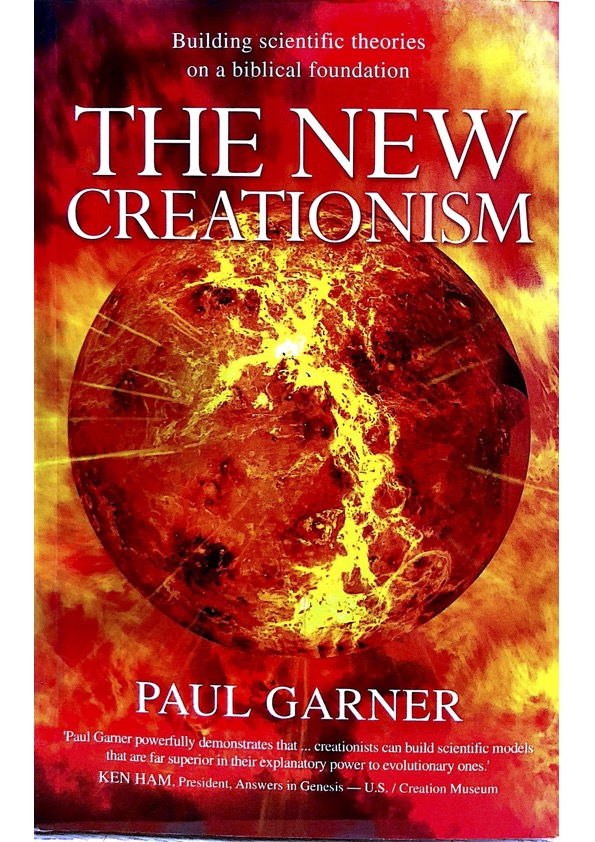 Building scientific theories
on a biblical foundation
THE NEW
CREATIONISM
PAUL GARNER
'Paul Garner powerfully demonstrates that ... creationists can build scientific models
that are far superior in their explanatory power to evolutionary ones.'
KEN HAM, President, Answers in Genesis — U.S. / Creation Museum